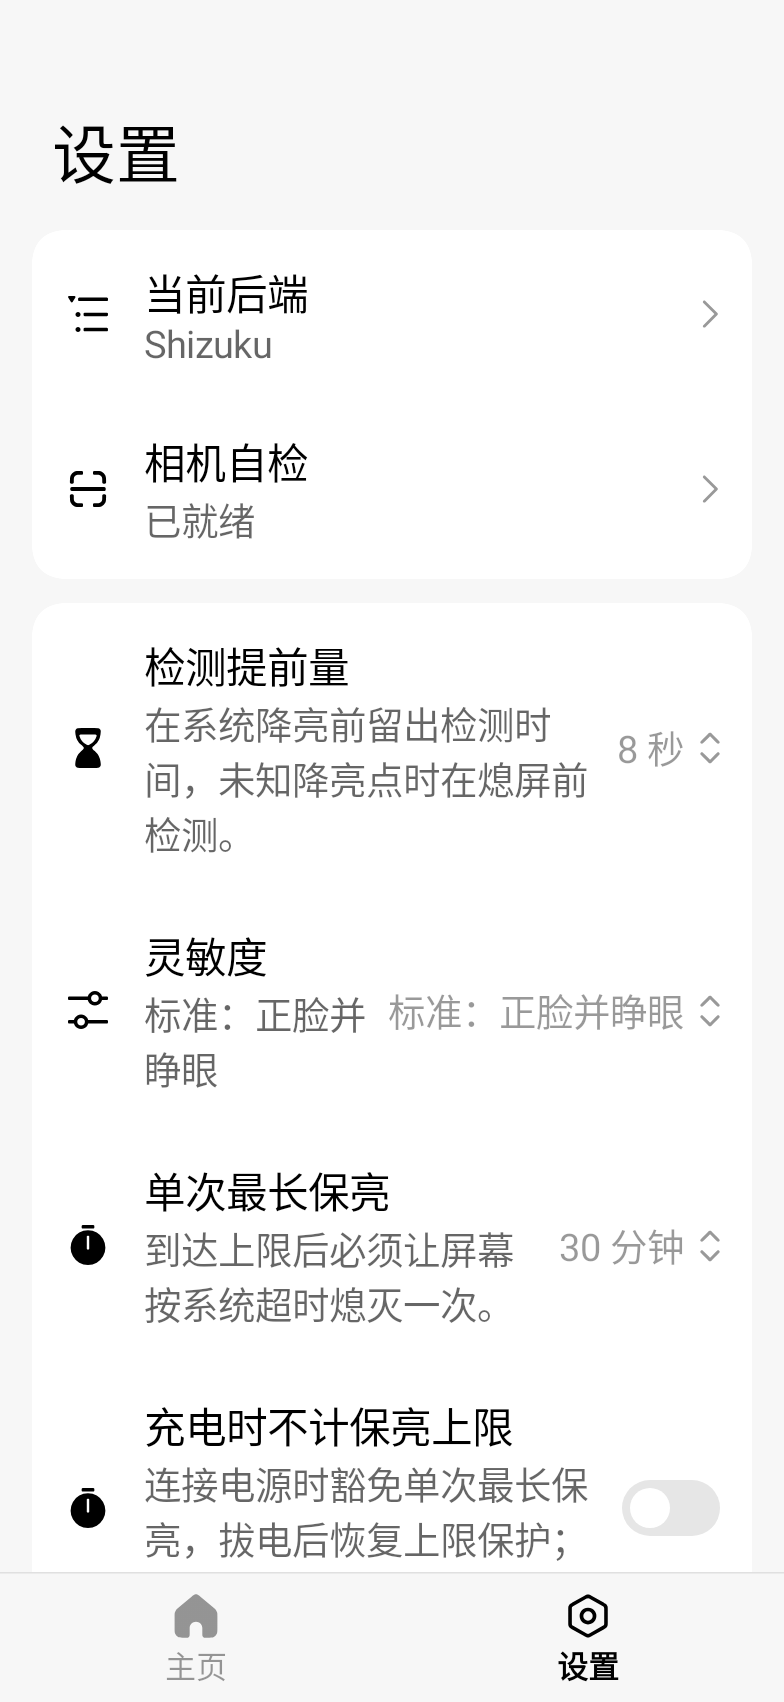 设置
当前后端
Shizuku
相机自检
已就绪
检测提前量
在系统降亮前留出检测时
间，未知降亮点时在熄屏前
检测。
8 秒
灵敏度
标准：正脸并
睁眼
标准：正脸并睁眼
单次最长保亮
到达上限后必须让屏幕
按系统超时熄灭一次。
30 分钟
充电时不计保亮上限
连接电源时豁免单次最长保
亮，拔电后恢复上限保护；
主页
设置